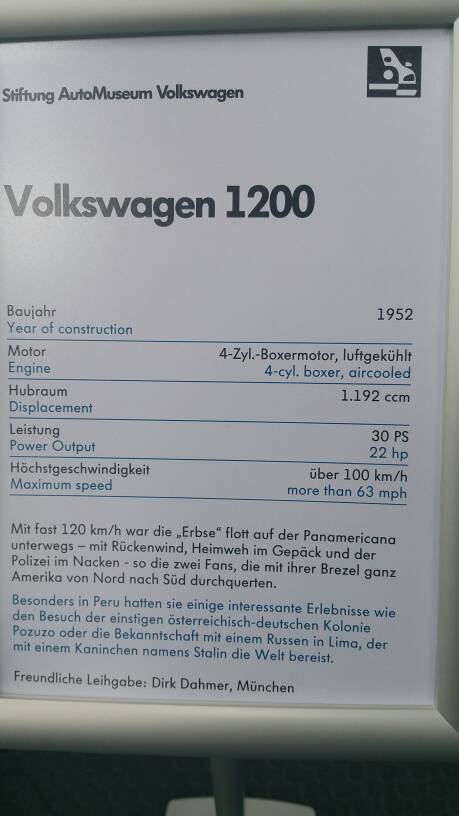 Stiftung AutoMuseum Volkswagen
Volkswagen 1200
Baujahr 1952
Year of construction
Motor 4-Zyl.-Boxermotor, luftgekühlt
Engine 4-cyl. boxer, aircooled
Hubraum 1.192 ccm
Displacement
Leistung 30 PS
Power Output 22 hp
Höchstgeschwindigkeit über 100 km/h
Maximum speed more than 63 mph
Mit fast 120 km/h war die „Erbse“ flott auf der Panamericana
unterwegs – mit Rückenwind, Heimweh im Gepäck und der
Polizei im Nacken - so die zwei Fans, die mit ihrer Brezel ganz
Amerika von Nord nach Süd durchquerten.
Besonders in Peru hatten sie einige interessante Erlebnisse wie
den Besuch der einstigen österreichisch-deutschen Kolonie
Pozuzo oder die Bekanntschaft mit einem Russen in Lima, der
mit einem Kaninchen namens Stalin die Welt bereist.
Freundliche Leihgabe: Dirk Dahmer, München